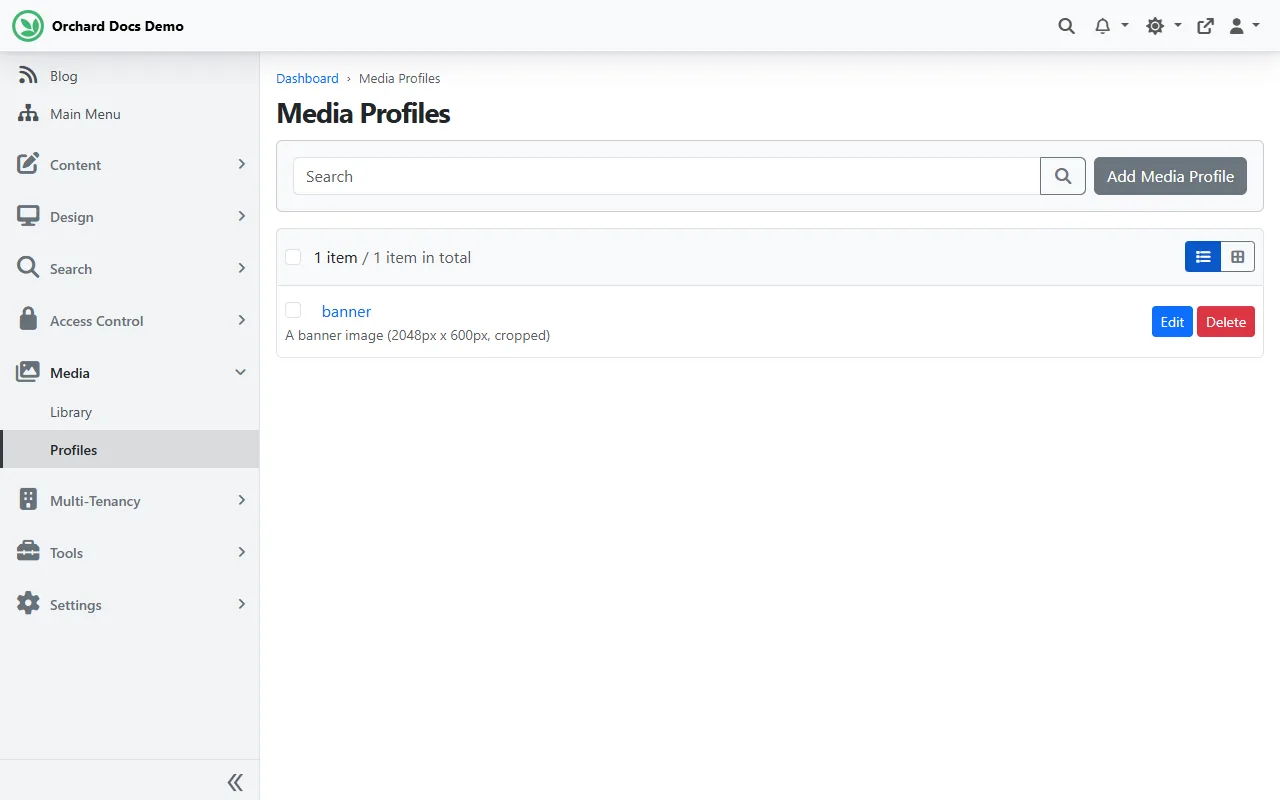 Orchard Docs Demo
Blog
Main Menu
Content
Design
Search
Access Control
Media
Library
Profiles
Multi-Tenancy
Tools
Settings
Dashboard › Media Profiles
Media Profiles
Search
Add Media Profile
1 item / 1 item in total
banner
A banner image (2048px x 600px, cropped)
Edit Delete